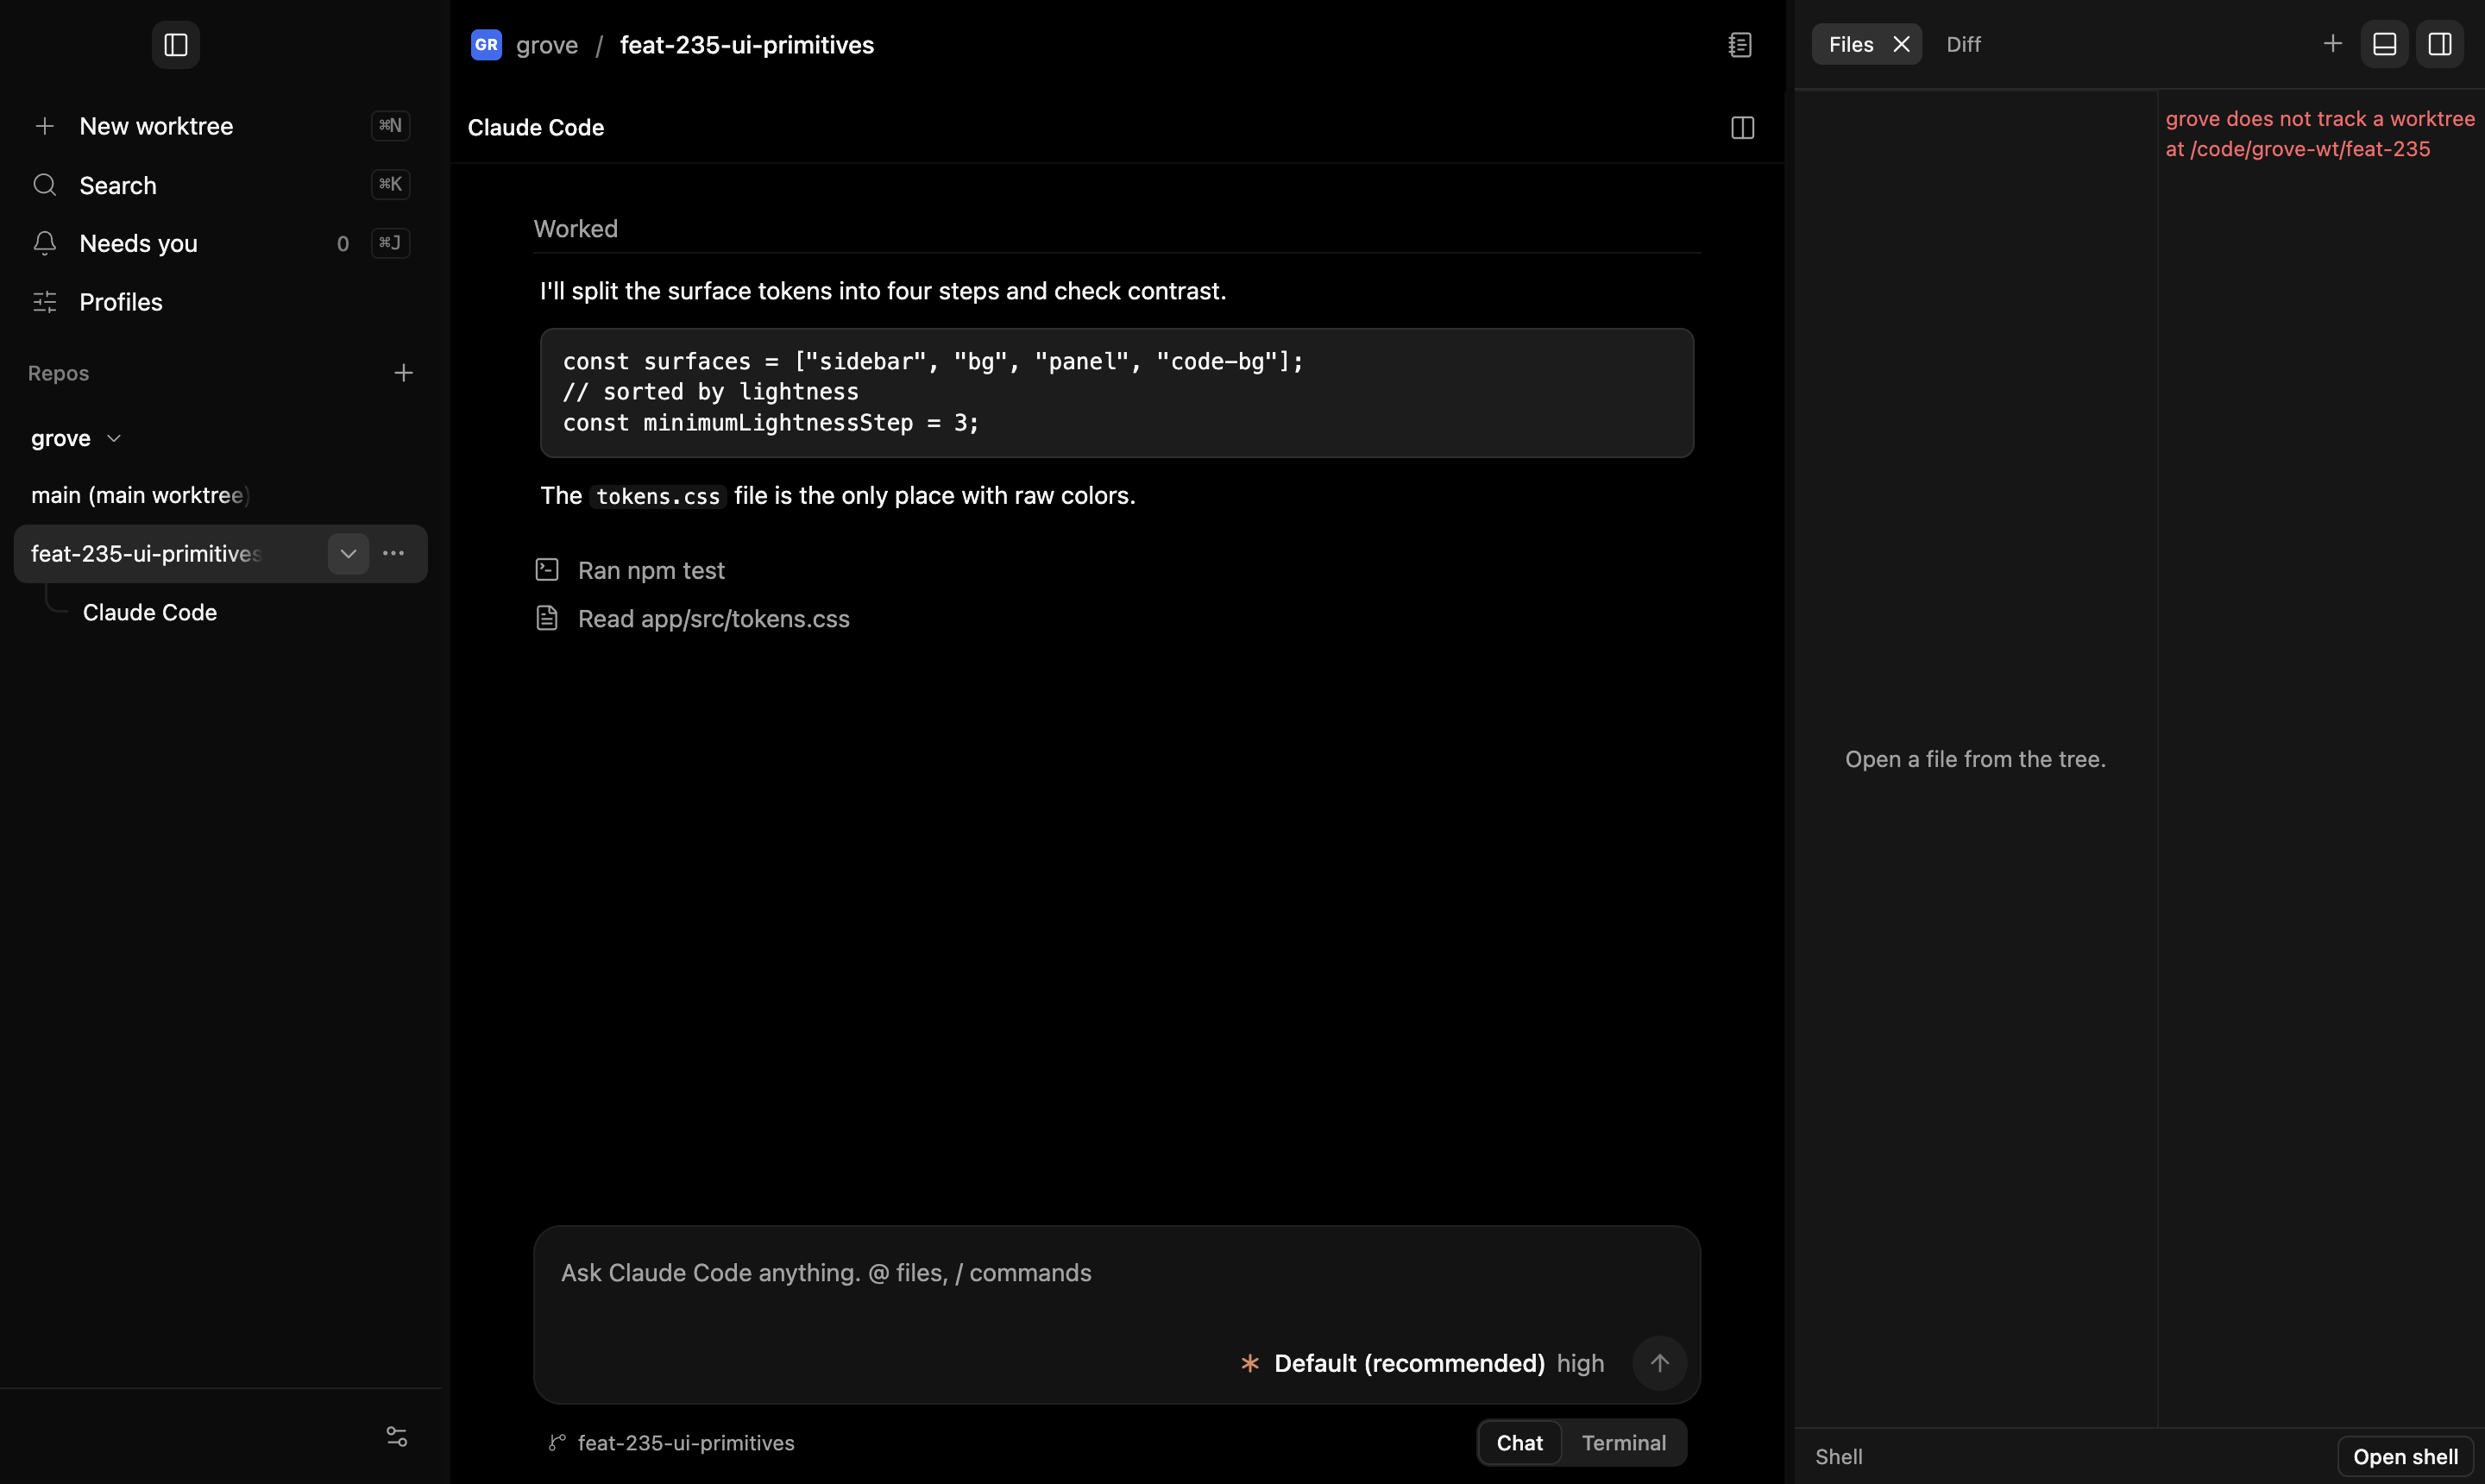 New worktree ⌘N
Search ⌘K
Needs you 0 ⌘J
Profiles
Repos
grove
main (main worktree)
feat-235-ui-primitives
Claude Code
GR grove / feat-235-ui-primitives
Claude Code
Worked
I'll split the surface tokens into four steps and check contrast.
const surfaces = ["sidebar", "bg", "panel", "code-bg"];
// sorted by lightness
const minimumLightnessStep = 3;
The tokens.css file is the only place with raw colors.
Ran npm test
Read app/src/tokens.css
Ask Claude Code anything. @ files, / commands
Default (recommended) high
feat-235-ui-primitives
Chat Terminal
Files Diff
Open a file from the tree.
grove does not track a worktree
at /code/grove-wt/feat-235
Shell Open shell